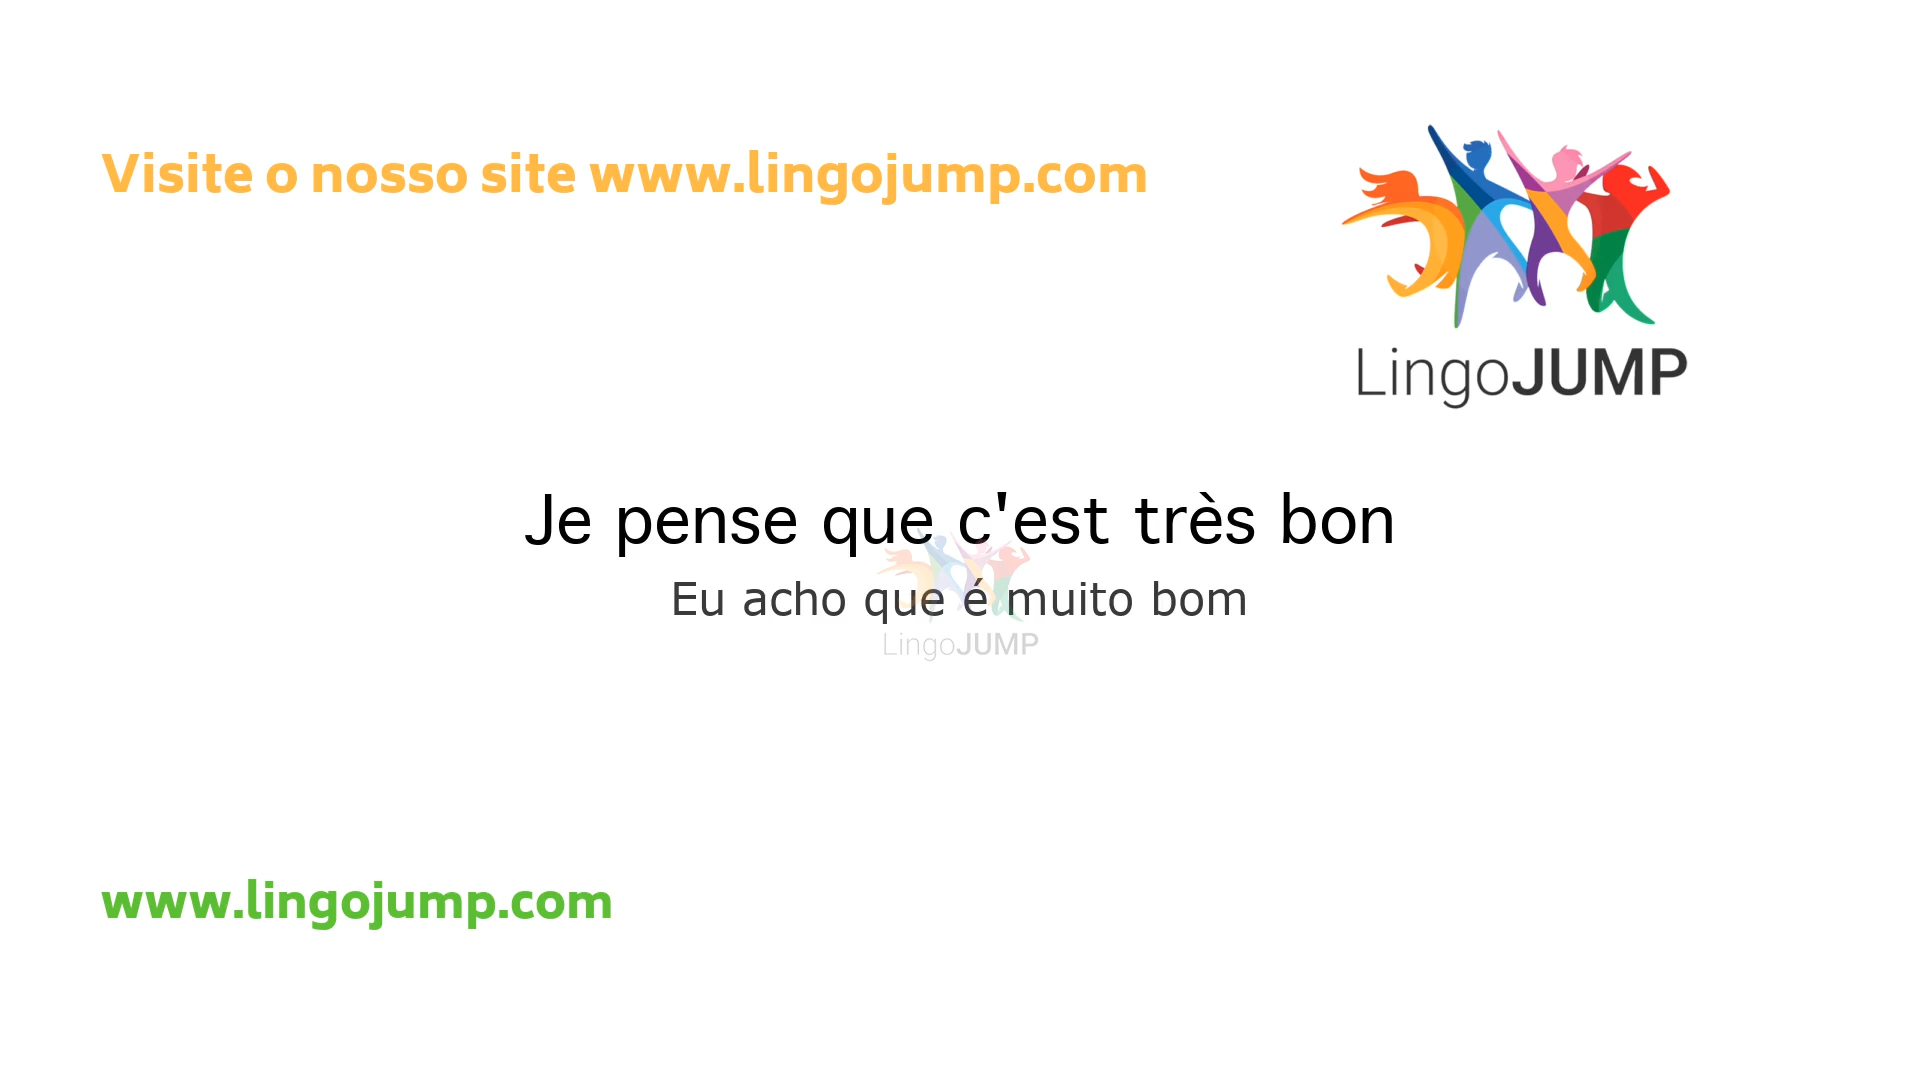 Visite o nosso site www.lingojump.com
LingoJUMP
Je pense que c'est très bon
Eu acho que é muito bom
LingoJUMP
www.lingojump.com